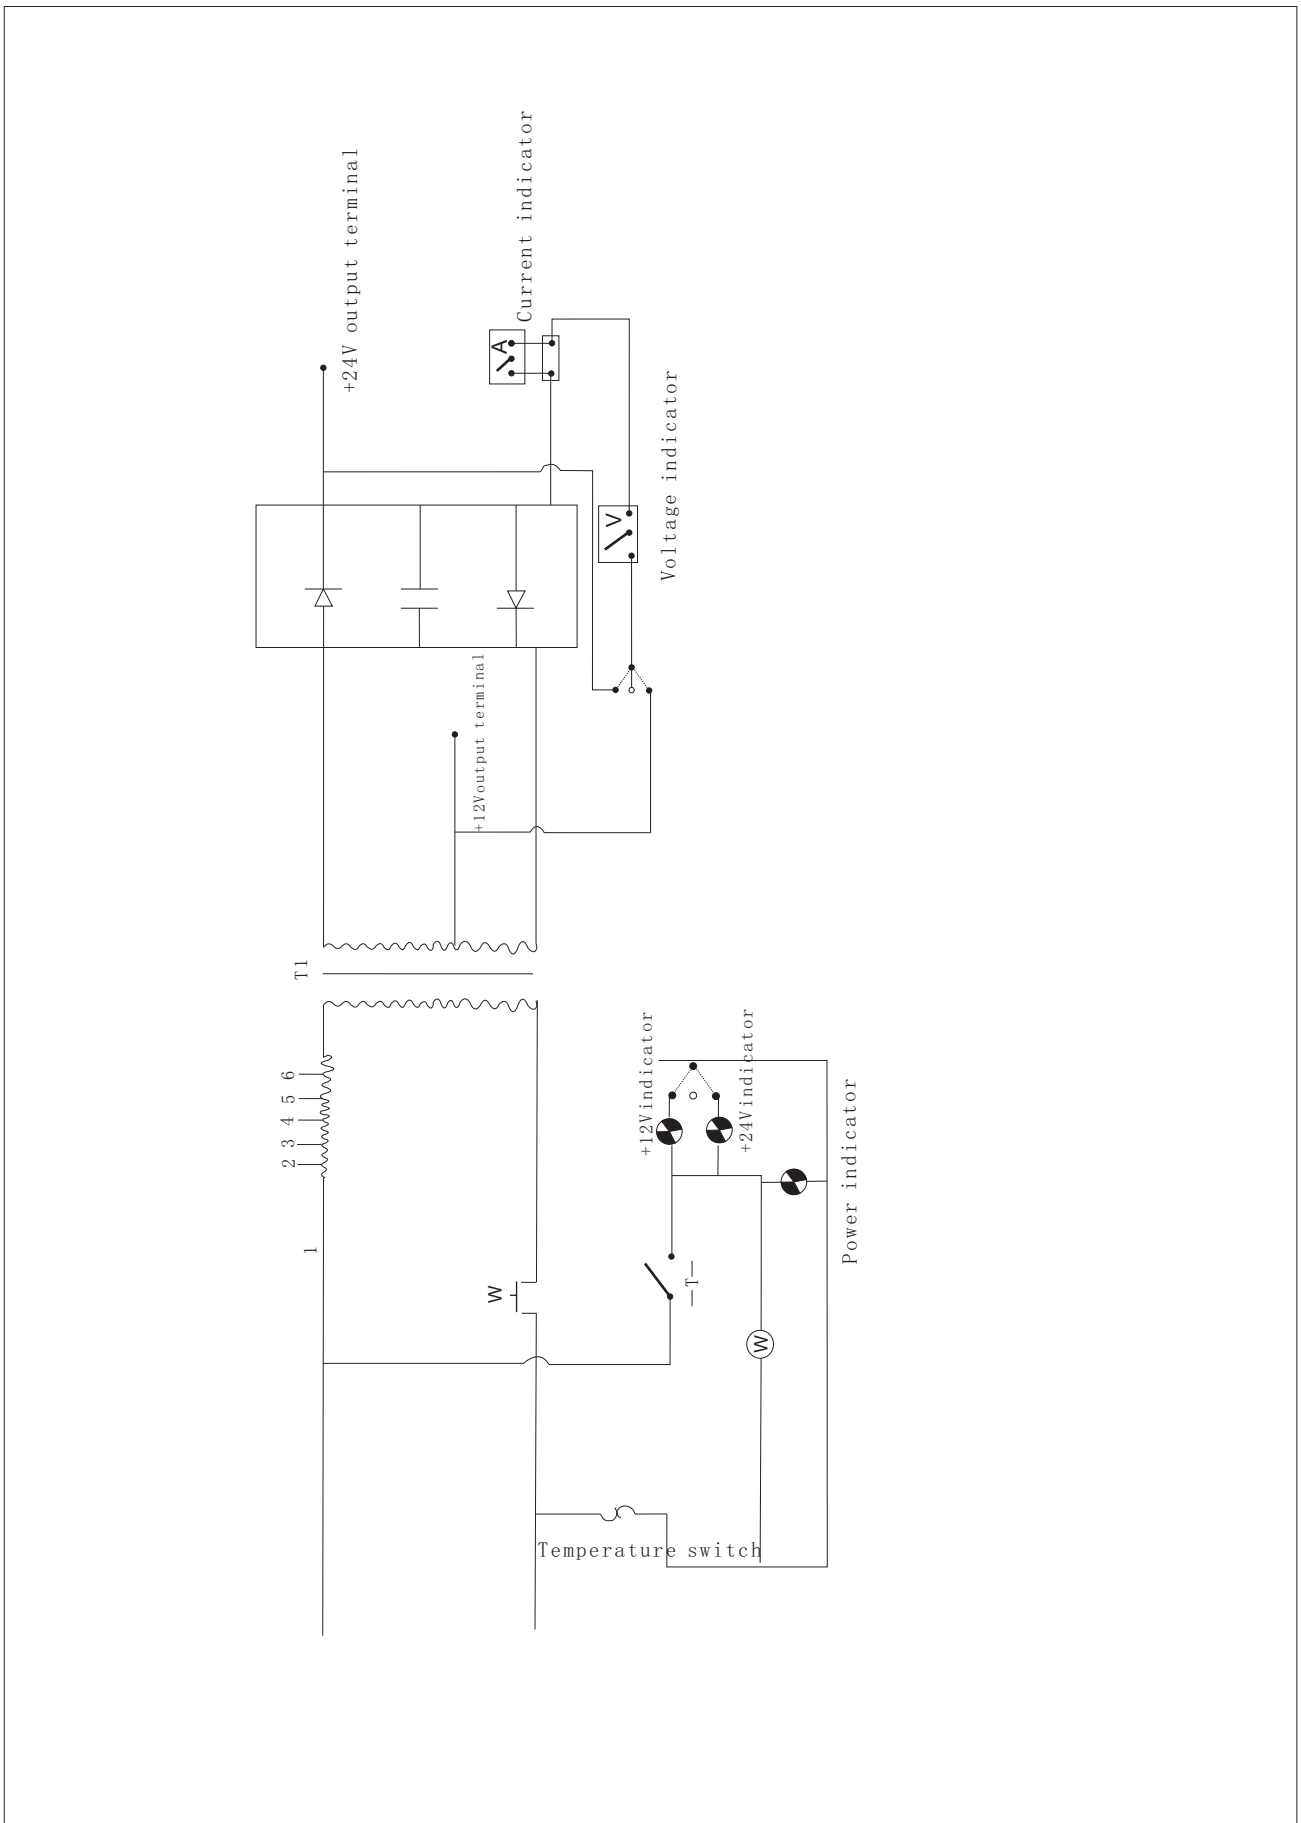 +24V output terminal
Current indicator
A
Voltage indicator
V
+12Voutput terminal
T1
6
5
4
3
2
1
+12Vindicator
+24Vindicator
Power indicator
W
—T—
W
Temperature switch